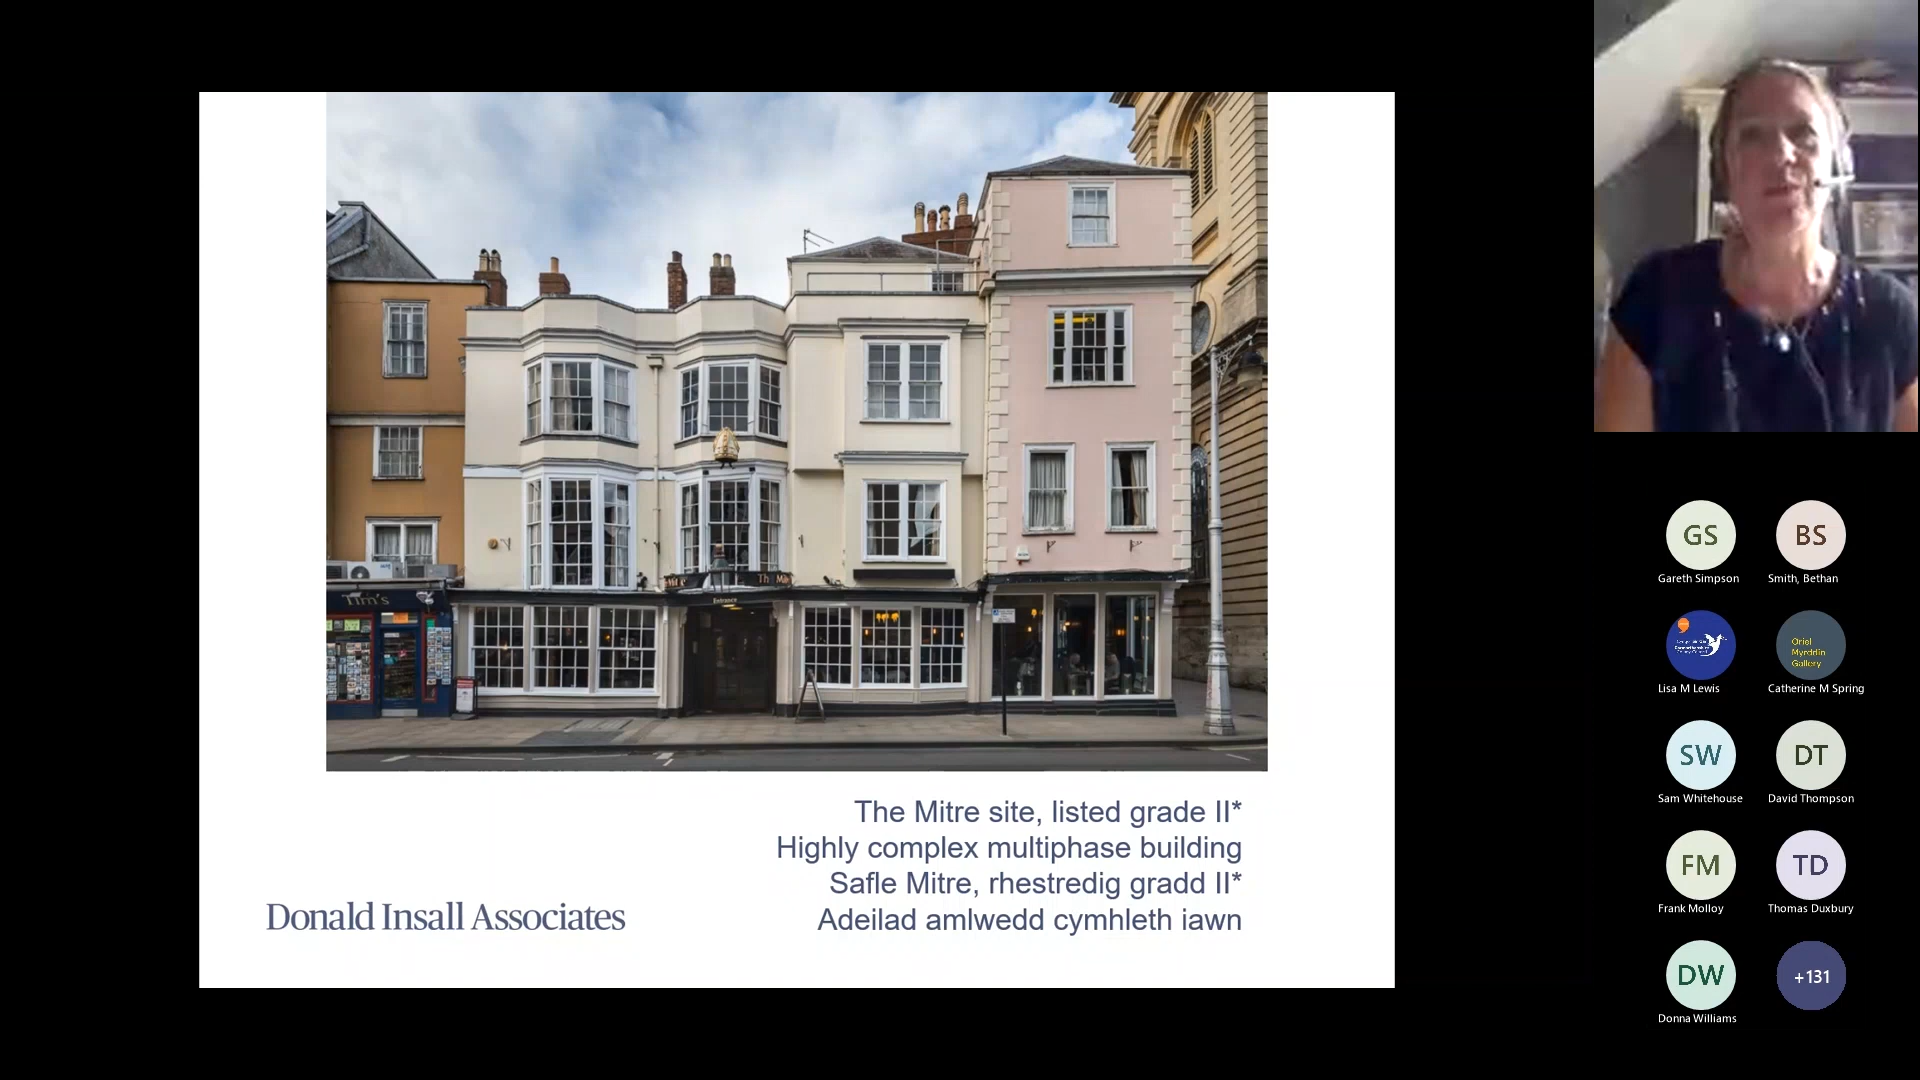 Tim's
Entrance
The Mitre site, listed grade II*
Highly complex multiphase building
Safle Mitre, rhestredig gradd II*
Adeilad amlwedd cymhleth iawn
Donald Insall Associates
GS
Gareth Simpson
BS
Smith, Bethan
Lisa M Lewis
Oriel
Myrddin
Gallery
Catherine M Spring
SW
Sam Whitehouse
DT
David Thompson
FM
Frank Molloy
TD
Thomas Duxbury
DW
Donna Williams
+131